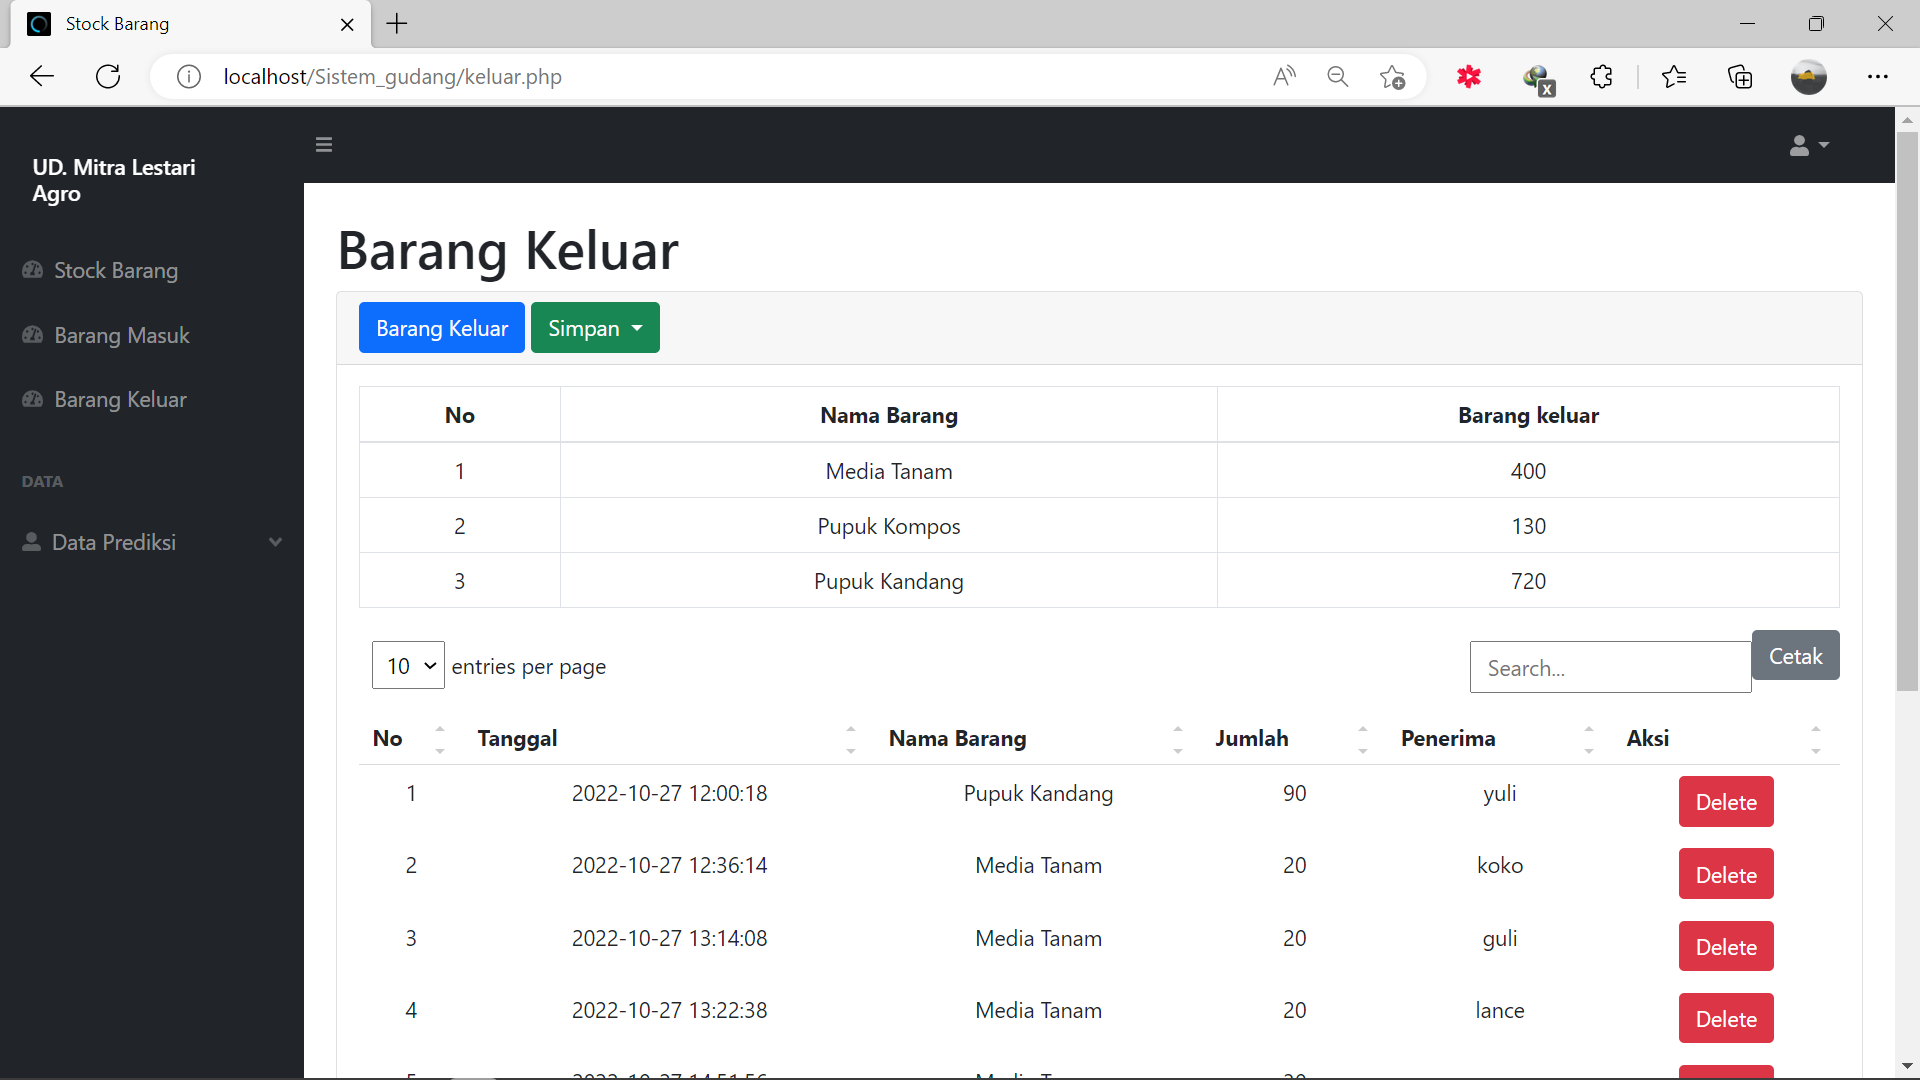 Stock Barang
localhost/Sistem_gudang/keluar.php
UD. Mitra Lestari
Agro
Stock Barang
Barang Masuk
Barang Keluar
DATA
Data Prediksi
Barang Keluar
Barang Keluar Simpan
No Nama Barang Barang keluar
1 Media Tanam 400
2 Pupuk Kompos 130
3 Pupuk Kandang 720
10 entries per page Search... Cetak
No Tanggal Nama Barang Jumlah Penerima Aksi
1 2022-10-27 12:00:18 Pupuk Kandang 90 yuli Delete
2 2022-10-27 12:36:14 Media Tanam 20 koko Delete
3 2022-10-27 13:14:08 Media Tanam 20 guli Delete
4 2022-10-27 13:22:38 Media Tanam 20 lance Delete